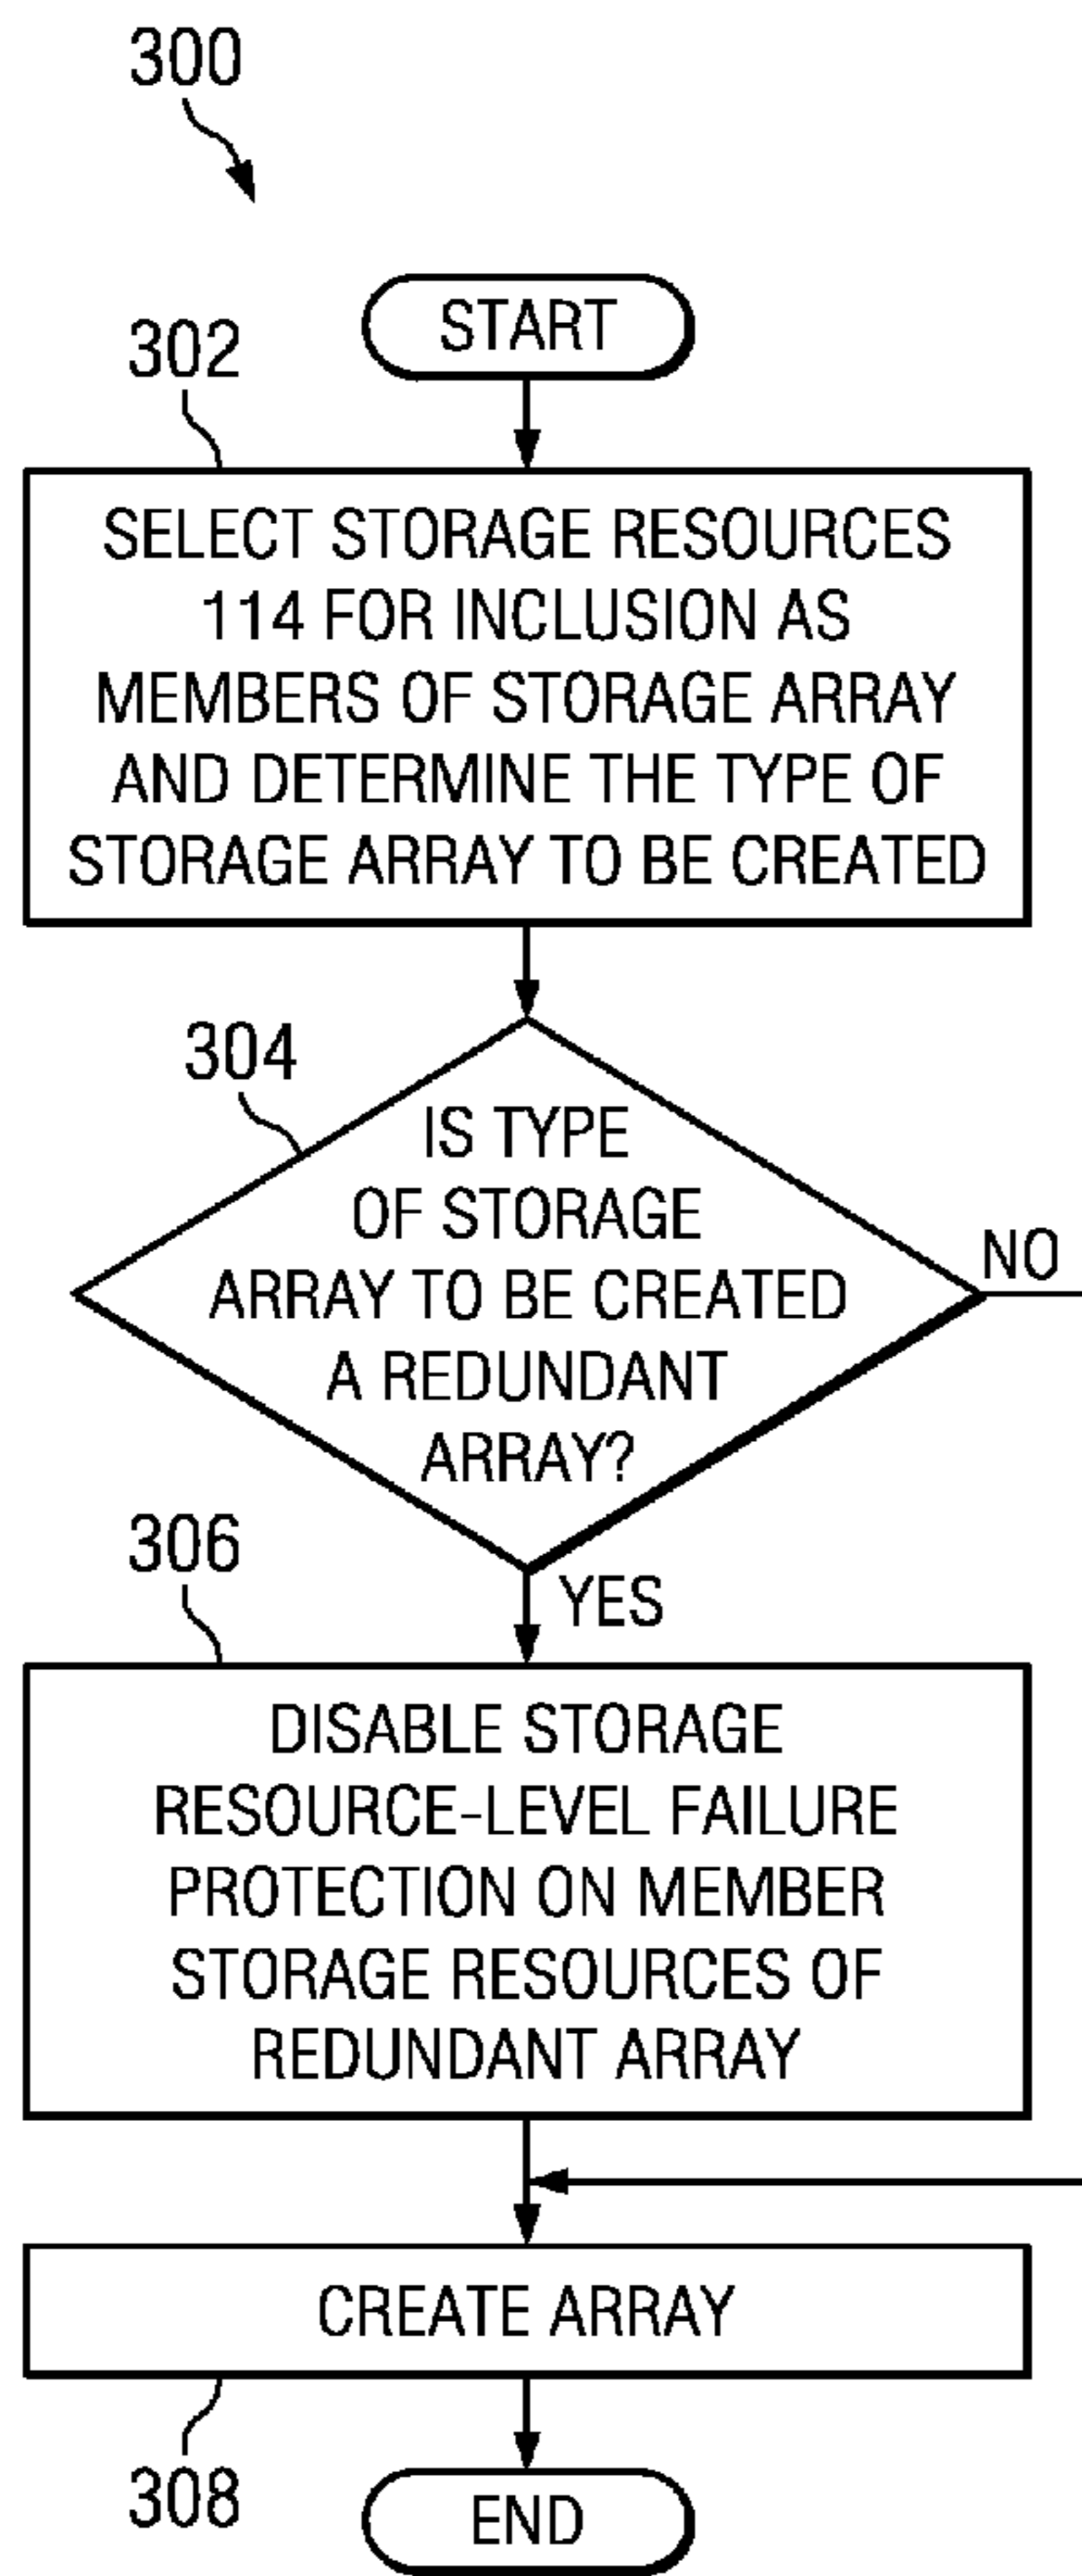 300
START
302
SELECT STORAGE RESOURCES
114 FOR INCLUSION AS
MEMBERS OF STORAGE ARRAY
AND DETERMINE THE TYPE OF
STORAGE ARRAY TO BE CREATED
304
IS TYPE
OF STORAGE
ARRAY TO BE CREATED
A REDUNDANT
ARRAY?
NO
YES
306
DISABLE STORAGE
RESOURCE-LEVEL FAILURE
PROTECTION ON MEMBER
STORAGE RESOURCES OF
REDUNDANT ARRAY
CREATE ARRAY
308
END